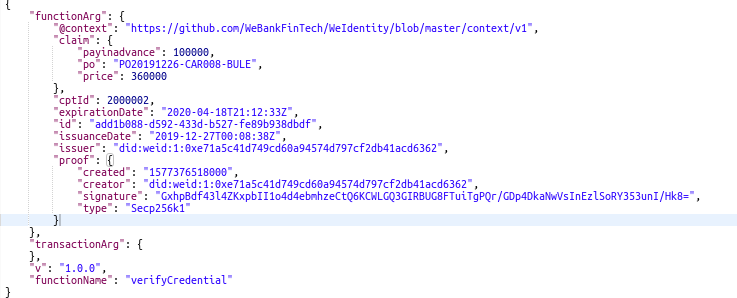 {
"functionArg": {
"@context": "https://github.com/WeBankFinTech/WeIdentity/blob/master/context/v1",
"claim": {
"payinadvance": 100000,
"po": "PO20191226-CAR008-BULE",
"price": 360000
},
"cptId": 2000002,
"expirationDate": "2020-04-18T21:12:33Z",
"id": "add1b088-d592-433d-b527-fe89b938dbdf",
"issuanceDate": "2019-12-27T00:08:38Z",
"issuer": "did:weid:1:0xe71a5c41d749cd60a94574d797cf2db41acd6362",
"proof": {
"created": "1577376518000",
"creator": "did:weid:1:0xe71a5c41d749cd60a94574d797cf2db41acd6362",
"signature": "GxhpBdf43l4ZKxpbII1o4d4ebmhzeCtQ6KCWLGQ3GIRBUG8FTuiTgPQr/GDp4DkaNwVsInEzlSoRY353unI/Hk8=",
"type": "Secp256k1"
}
},
"transactionArg": {
},
"v": "1.0.0",
"functionName": "verifyCredential"
}